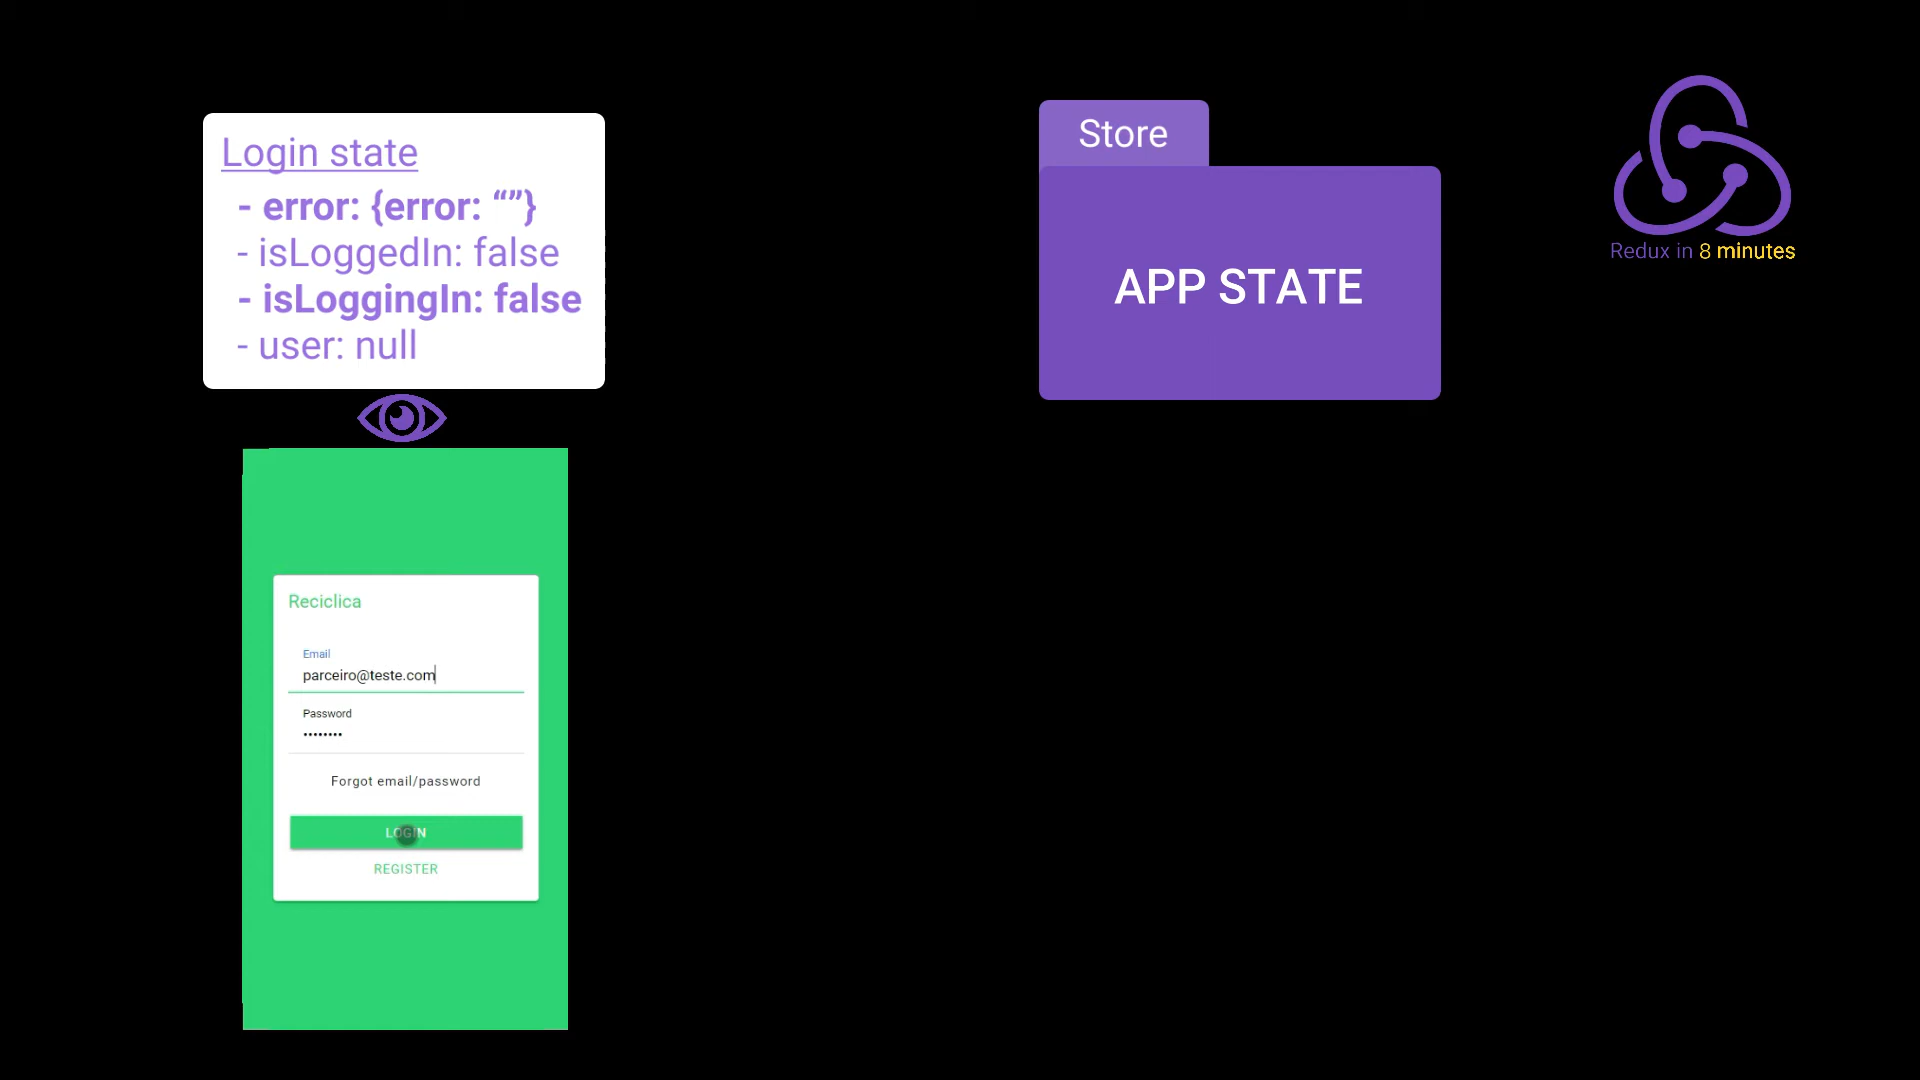 Login state
- error: {error: “”}
- isLoggedIn: false
- isLoggingIn: false
- user: null
Store
APP STATE
Redux in 8 minutes
Reciclica
Email
parceiro@teste.com
Password
••••••••
Forgot email/password
LOGIN
REGISTER